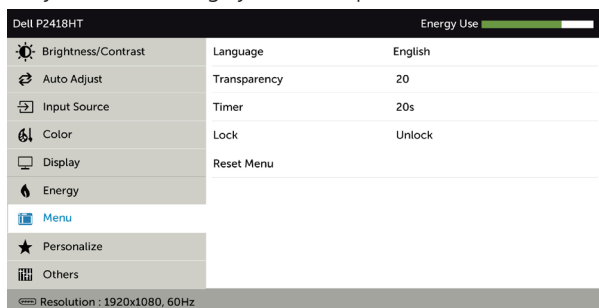 Dell P2418HT Energy Use
Brightness/Contrast Language English
Auto Adjust Transparency 20
Input Source Timer 20s
Color Lock Unlock
Display Reset Menu
Energy
Menu
Personalize
Others
Resolution : 1920x1080, 60Hz